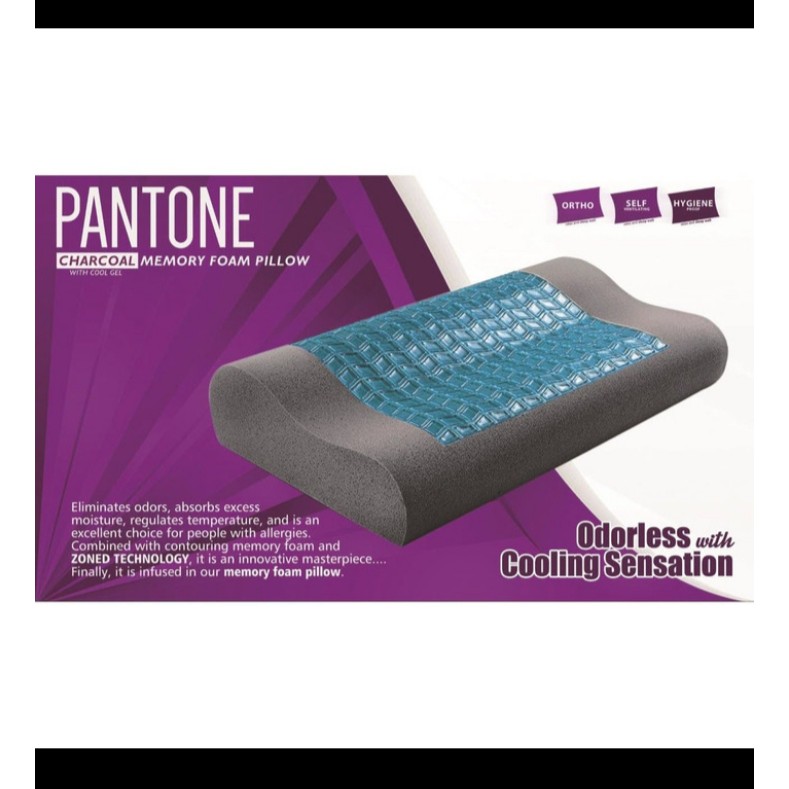 PANTONE
CHARCOAL MEMORY FOAM PILLOW
WITH COOL GEL
ORTHO
SELF
VENTILATING
HYGIENE
PROOF
Eliminates odors, absorbs excess
moisture, regulates temperature, and is an
excellent choice for people with allergies.
Combined with contouring memory foam and
ZONED TECHNOLOGY, it is an innovative masterpiece....
Finally, it is infused in our memory foam pillow.
Odorless with
Cooling Sensation